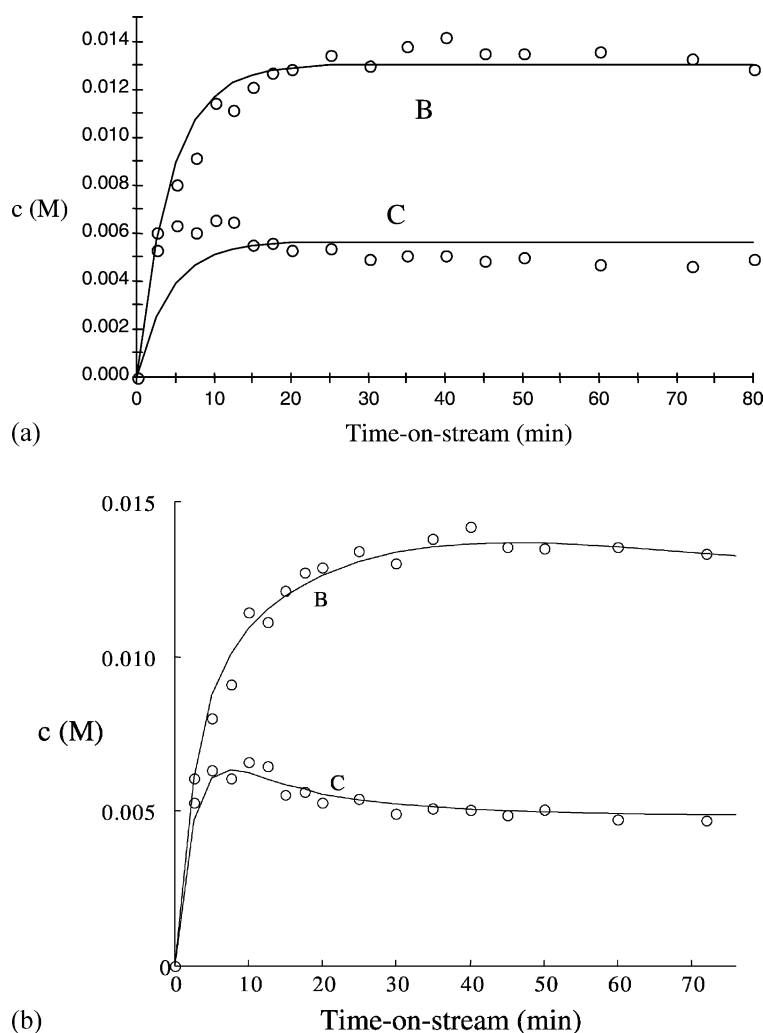 0.014
0.012
B
0.010
0.008
c (M)
C
0.006
0.004
0.002
0.000
0 10 20 30 40 50 60 70 80
(a)
Time-on-stream (min)
0.015
B
0.010
c (M)
C
0.005
0
0 10 20 30 40 50 60 70
(b)
Time-on-stream (min)